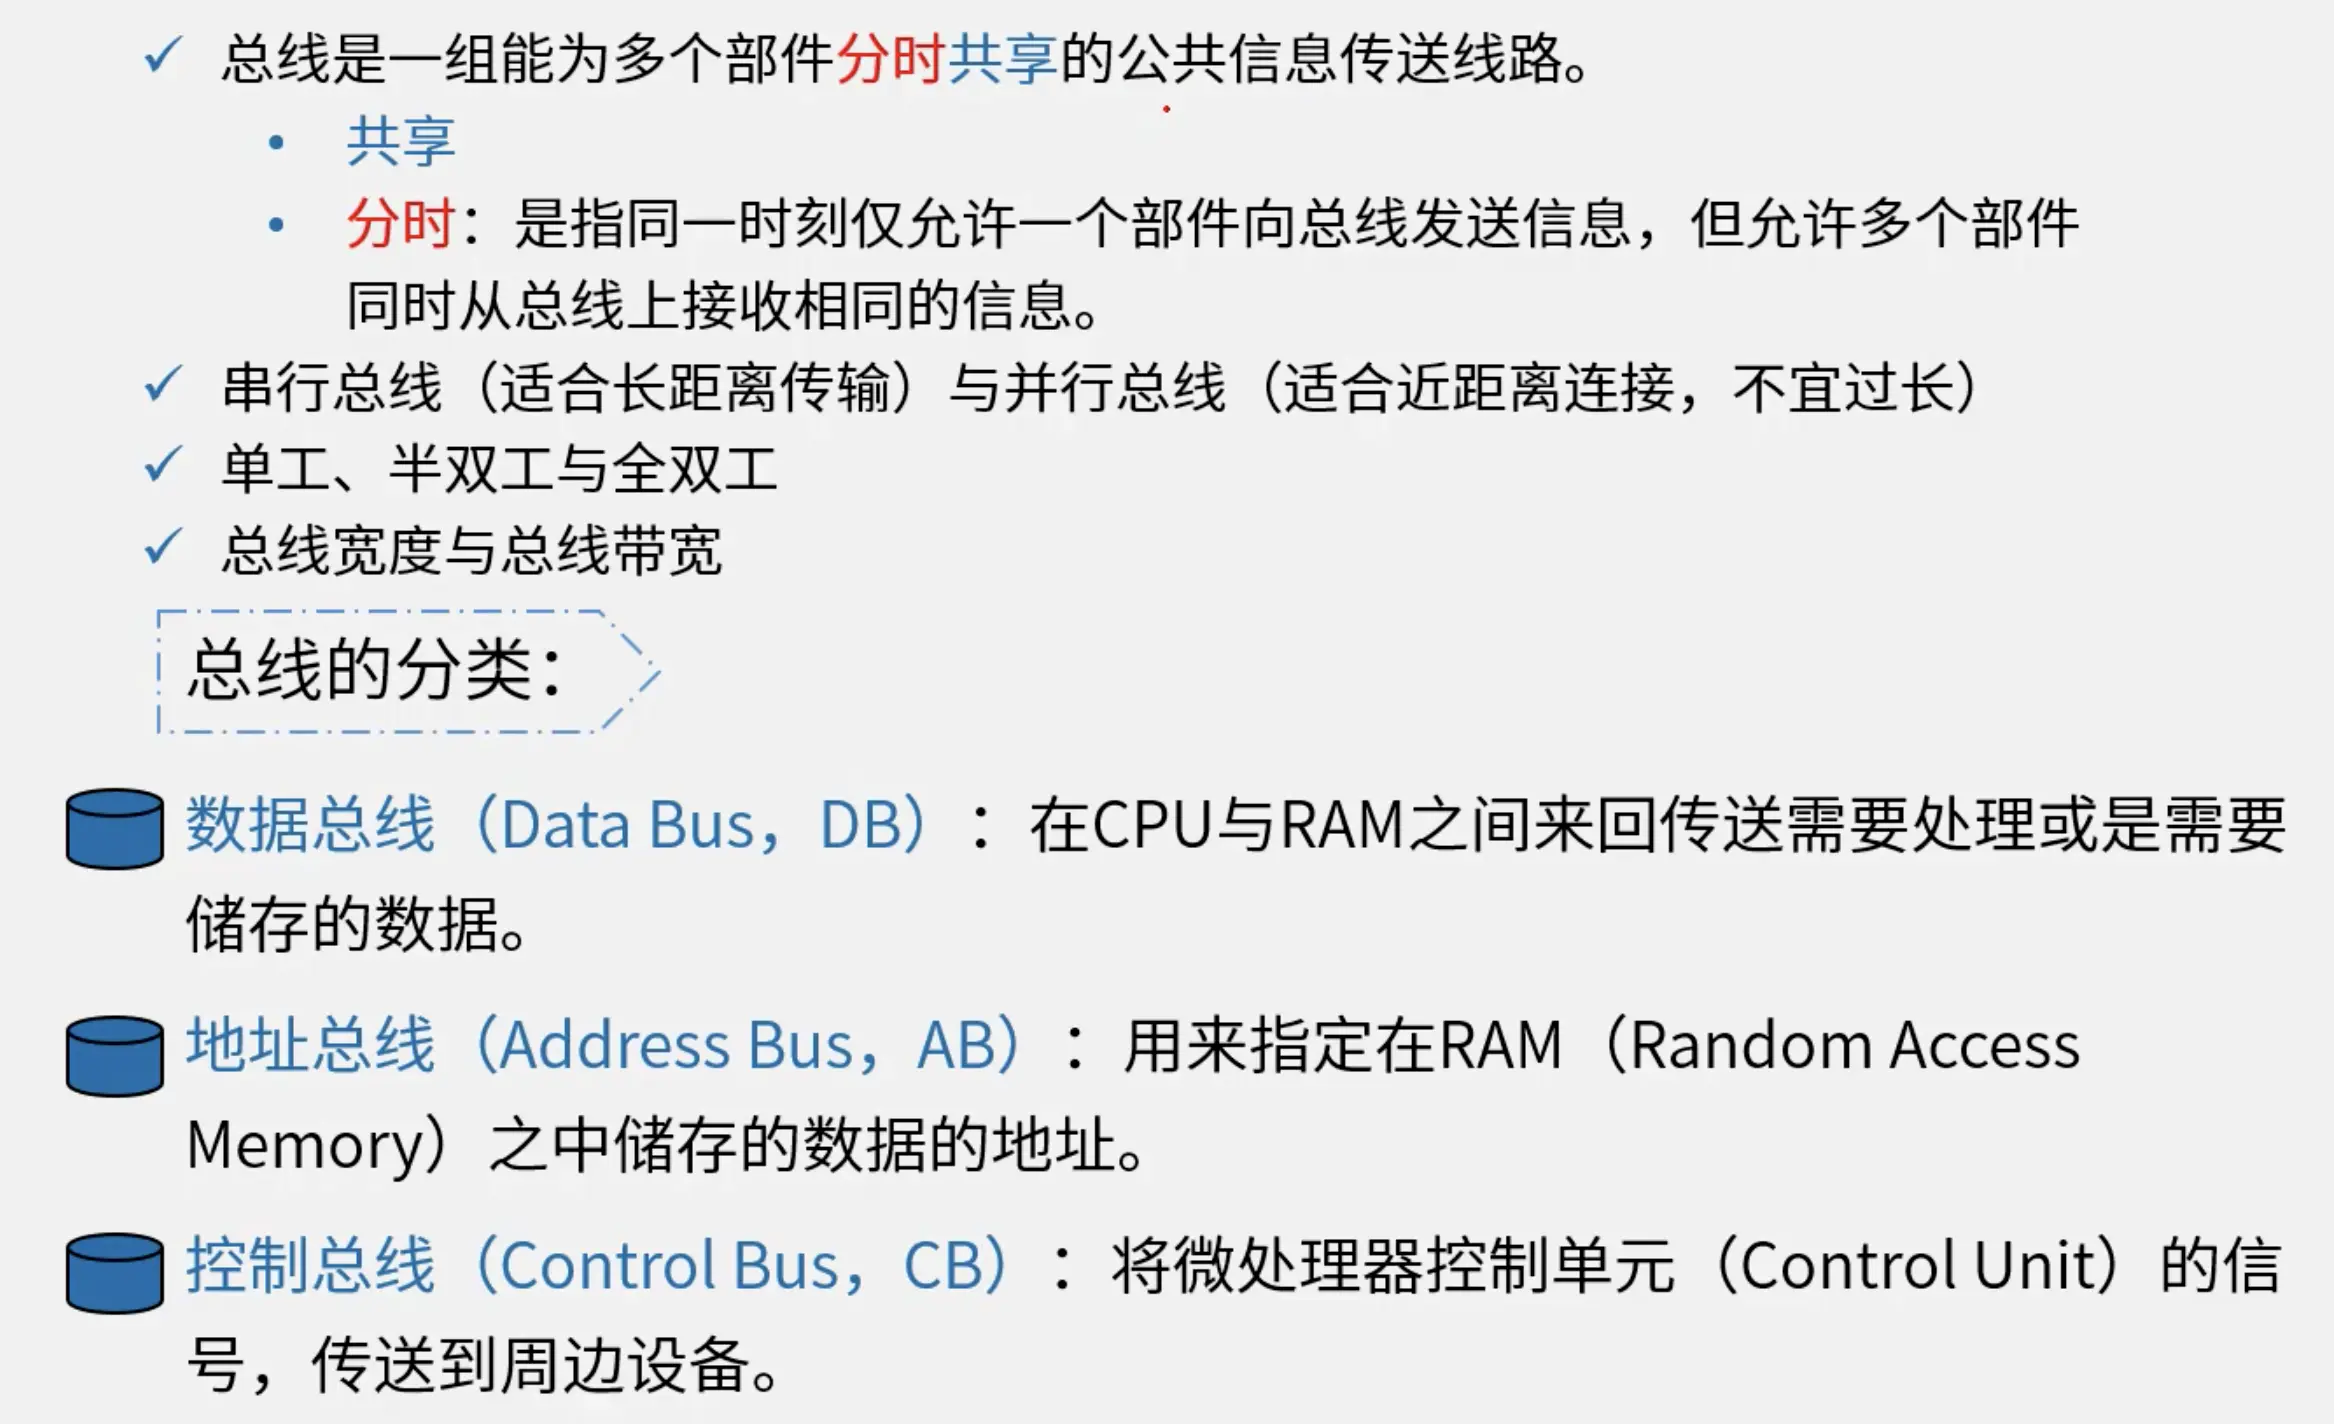 总线是一组能为多个部件分时共享的公共信息传送线路。
共享
分时：是指同一时刻仅允许一个部件向总线发送信息，但允许多个部件
同时从总线上接收相同的信息。
串行总线（适合长距离传输）与并行总线（适合近距离连接，不宜过长）
单工、半双工与全双工
总线宽度与总线带宽
总线的分类：
数据总线（Data Bus，DB）：在CPU与RAM之间来回传送需要处理或是需要
储存的数据。
地址总线（Address Bus，AB）：用来指定在RAM（Random Access
Memory）之中储存的数据的地址。
控制总线（Control Bus，CB）：将微处理器控制单元（Control Unit）的信
号，传送到周边设备。